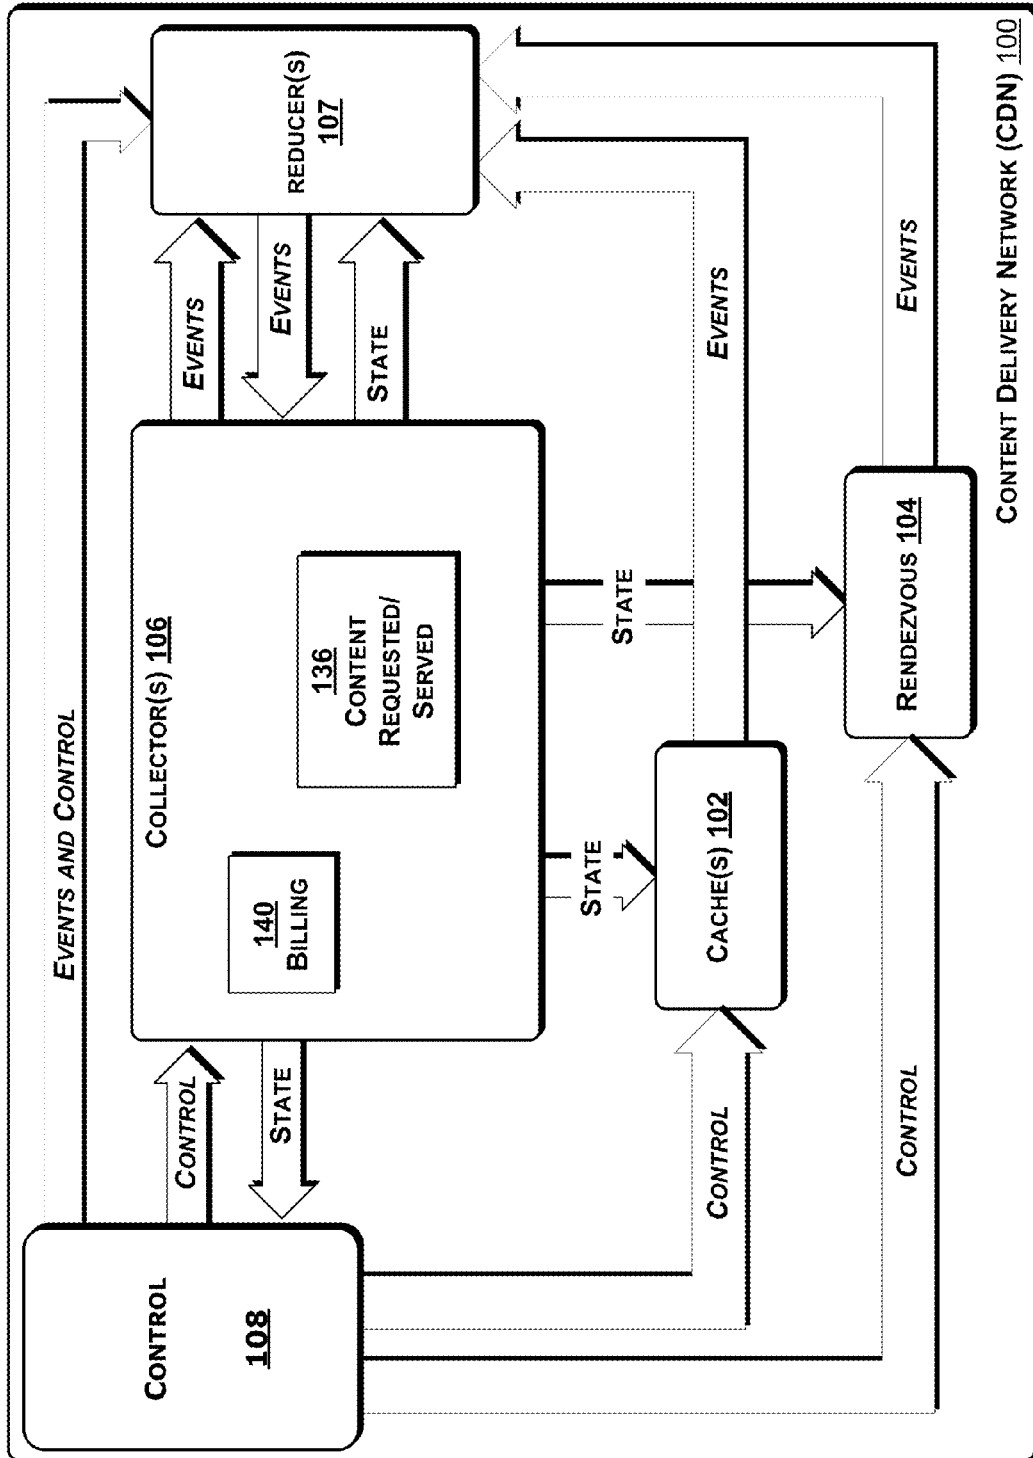 EVENTS AND CONTROL
CONTROL
108
CONTROL
STATE
COLLECTOR(S) 106
140
BILLING
136
CONTENT
REQUESTED/
SERVED
EVENTS
EVENTS
STATE
REDUCER(S)
107
STATE
STATE
CACHE(S) 102
CONTROL
EVENTS
RENDEZVOUS 104
CONTROL
EVENTS
CONTENT DELIVERY NETWORK (CDN) 100